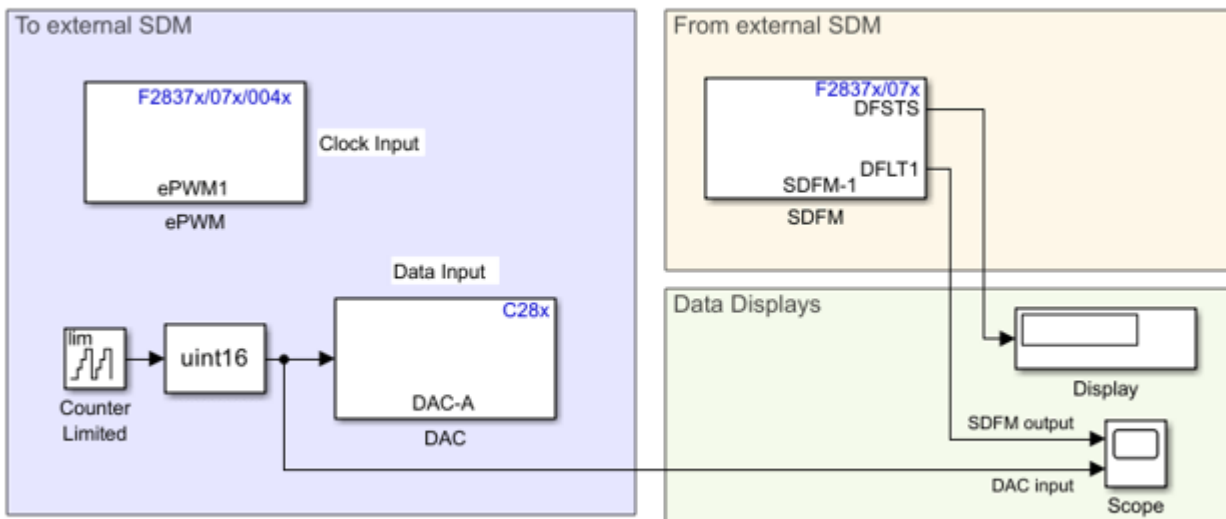 To external SDM
F2837x/07x/004x
ePWM1
ePWM
Clock Input
Data Input
lim
Counter
Limited
uint16
C28x
DAC-A
DAC
From external SDM
F2837x/07x
DFSTS
DFLT1
SDFM-1
SDFM
Data Displays
Display
SDFM output
DAC input
Scope